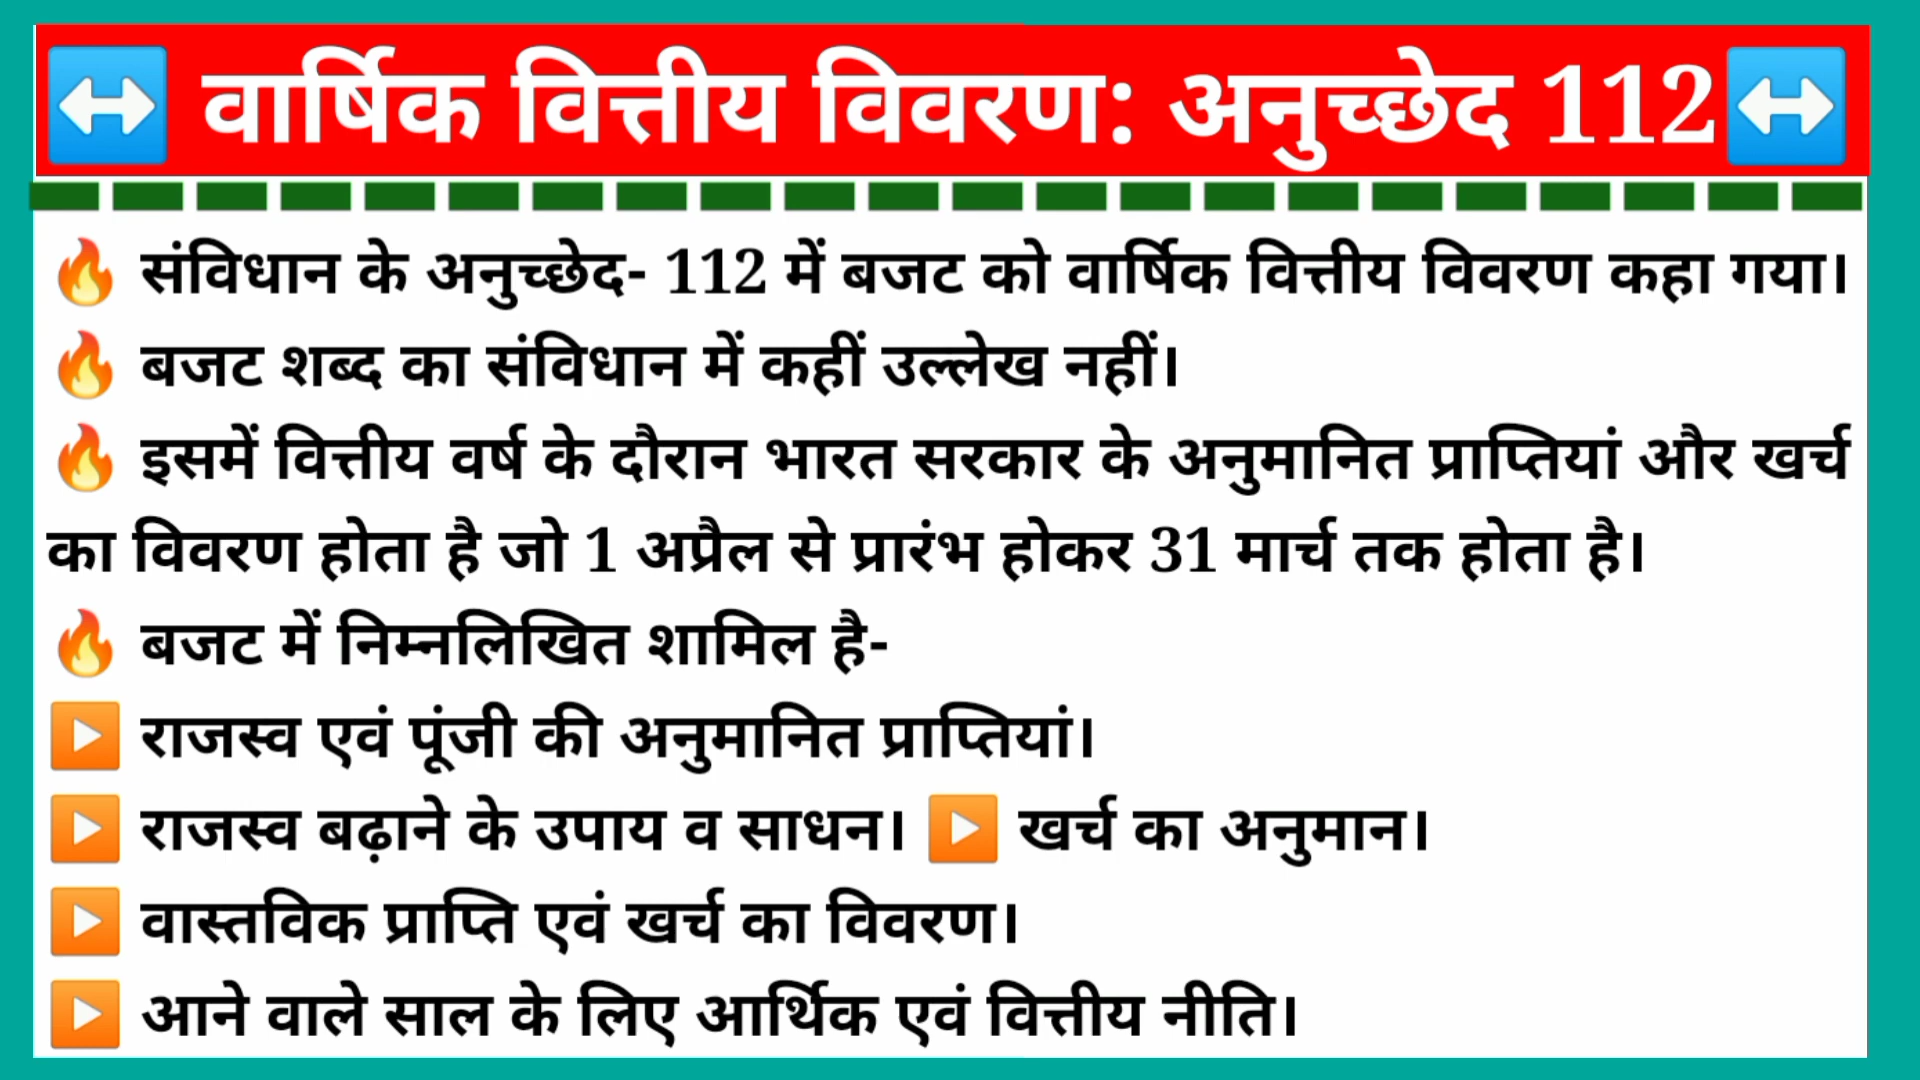 वार्षिक वित्तीय विवरण: अनुच्छेद 112
संविधान के अनुच्छेद- 112 में बजट को वार्षिक वित्तीय विवरण कहा गया।
बजट शब्द का संविधान में कहीं उल्लेख नहीं।
इसमें वित्तीय वर्ष के दौरान भारत सरकार के अनुमानित प्राप्तियां और खर्च
का विवरण होता है जो 1 अप्रैल से प्रारंभ होकर 31 मार्च तक होता है।
बजट में निम्नलिखित शामिल है-
राजस्व एवं पूंजी की अनुमानित प्राप्तियां।
राजस्व बढ़ाने के उपाय व साधन। खर्च का अनुमान।
वास्तविक प्राप्ति एवं खर्च का विवरण।
आने वाले साल के लिए आर्थिक एवं वित्तीय नीति।